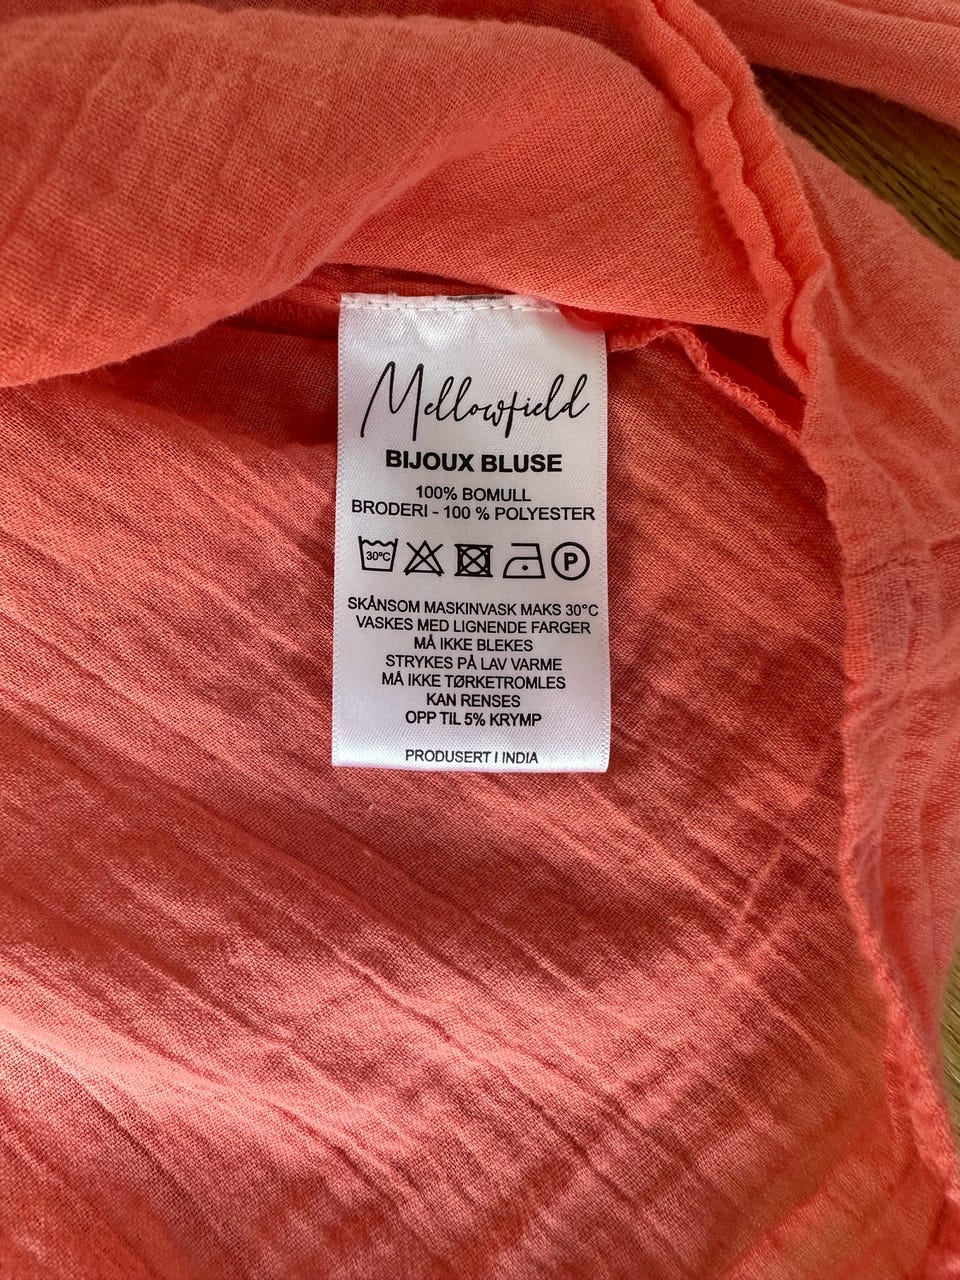 Mellowfield
BIJOUX BLUSE
100% BOMULL
BRODERI - 100 % POLYESTER
30°C P
SKÅNSOM MASKINVASK MAKS 30°C
VASKES MED LIGNENDE FARGER
MÅ IKKE BLEKES
STRYKES PÅ LAV VARME
MÅ IKKE TØRKETROMLES
KAN RENSES
OPP TIL 5% KRYMP
PRODUSERT I INDIA